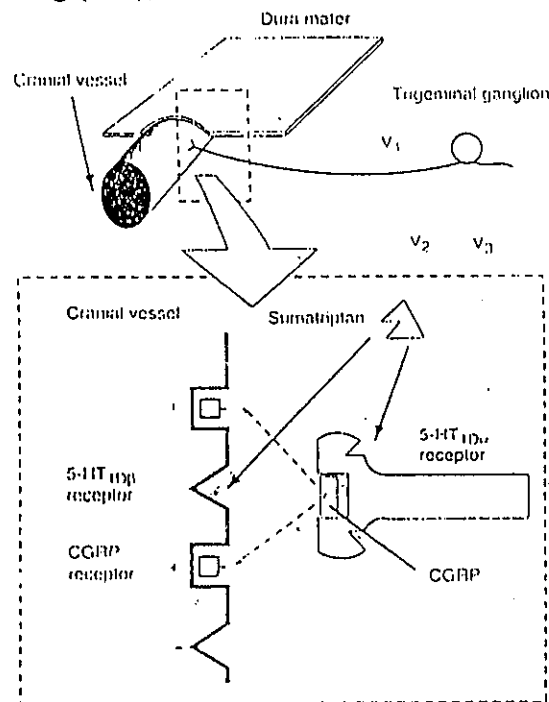 Dura mater
Cranial vessel
Trigeminal ganglion
V₁
V₂ V₃
Cranial vessel
Sumatriptan
5-HT₁Dβ
receptor
5-HT₁Dα
receptor
CGRP
receptor
CGRP